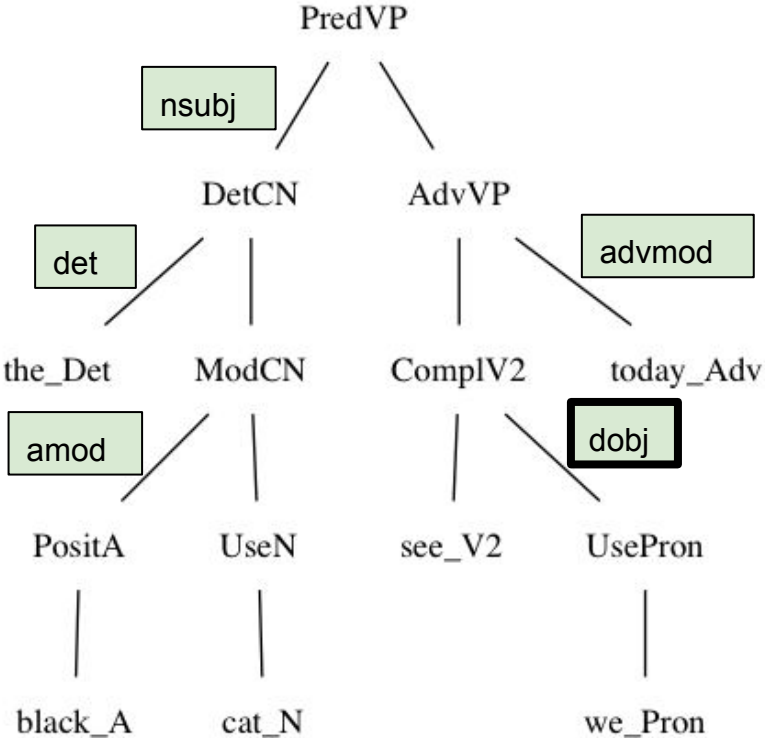 PredVP
nsubj
DetCN AdvVP
det advmod
the_Det ModCN ComplV2 today_Adv
amod dobj
PositA UseN see_V2 UsePron
black_A cat_N we_Pron